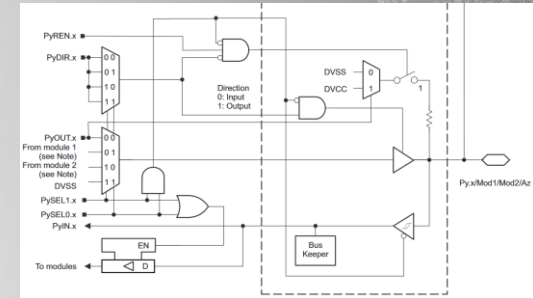 PyREN.x
PyDIR.x
0 0
0 1
1 0
1 1
Direction
0: Input
1: Output
DVSS
0
DVCC
1
1
PyOUT.x
0 0
From module 1
0 1
(see Note)
From module 2
1 0
(see Note)
DVSS
1 1
Py.x/Mod1/Mod2/Az
PySEL1.x
PySEL0.x
PyIN.x
EN
Bus
Keeper
To modules
D